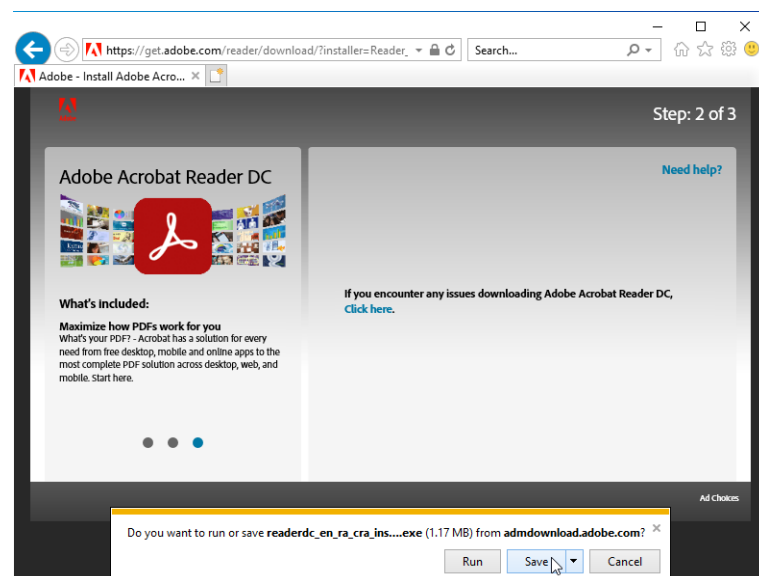 https://get.adobe.com/reader/download/?installer=Reader_
Search...
Adobe - Install Adobe Acro...
Adobe
Step: 2 of 3
Adobe Acrobat Reader DC
Need help?
What's included:
Maximize how PDFs work for you
What's your PDF? - Acrobat has a solution for every
need from free desktop, mobile and online apps to the
most complete PDF solution across desktop, web, and
mobile. Start here.
If you encounter any issues downloading Adobe Acrobat Reader DC,
Click here.
Ad Choices
Do you want to run or save readerdc_en_ra_cra_ins....exe (1.17 MB) from admdownload.adobe.com?
Run Save Cancel